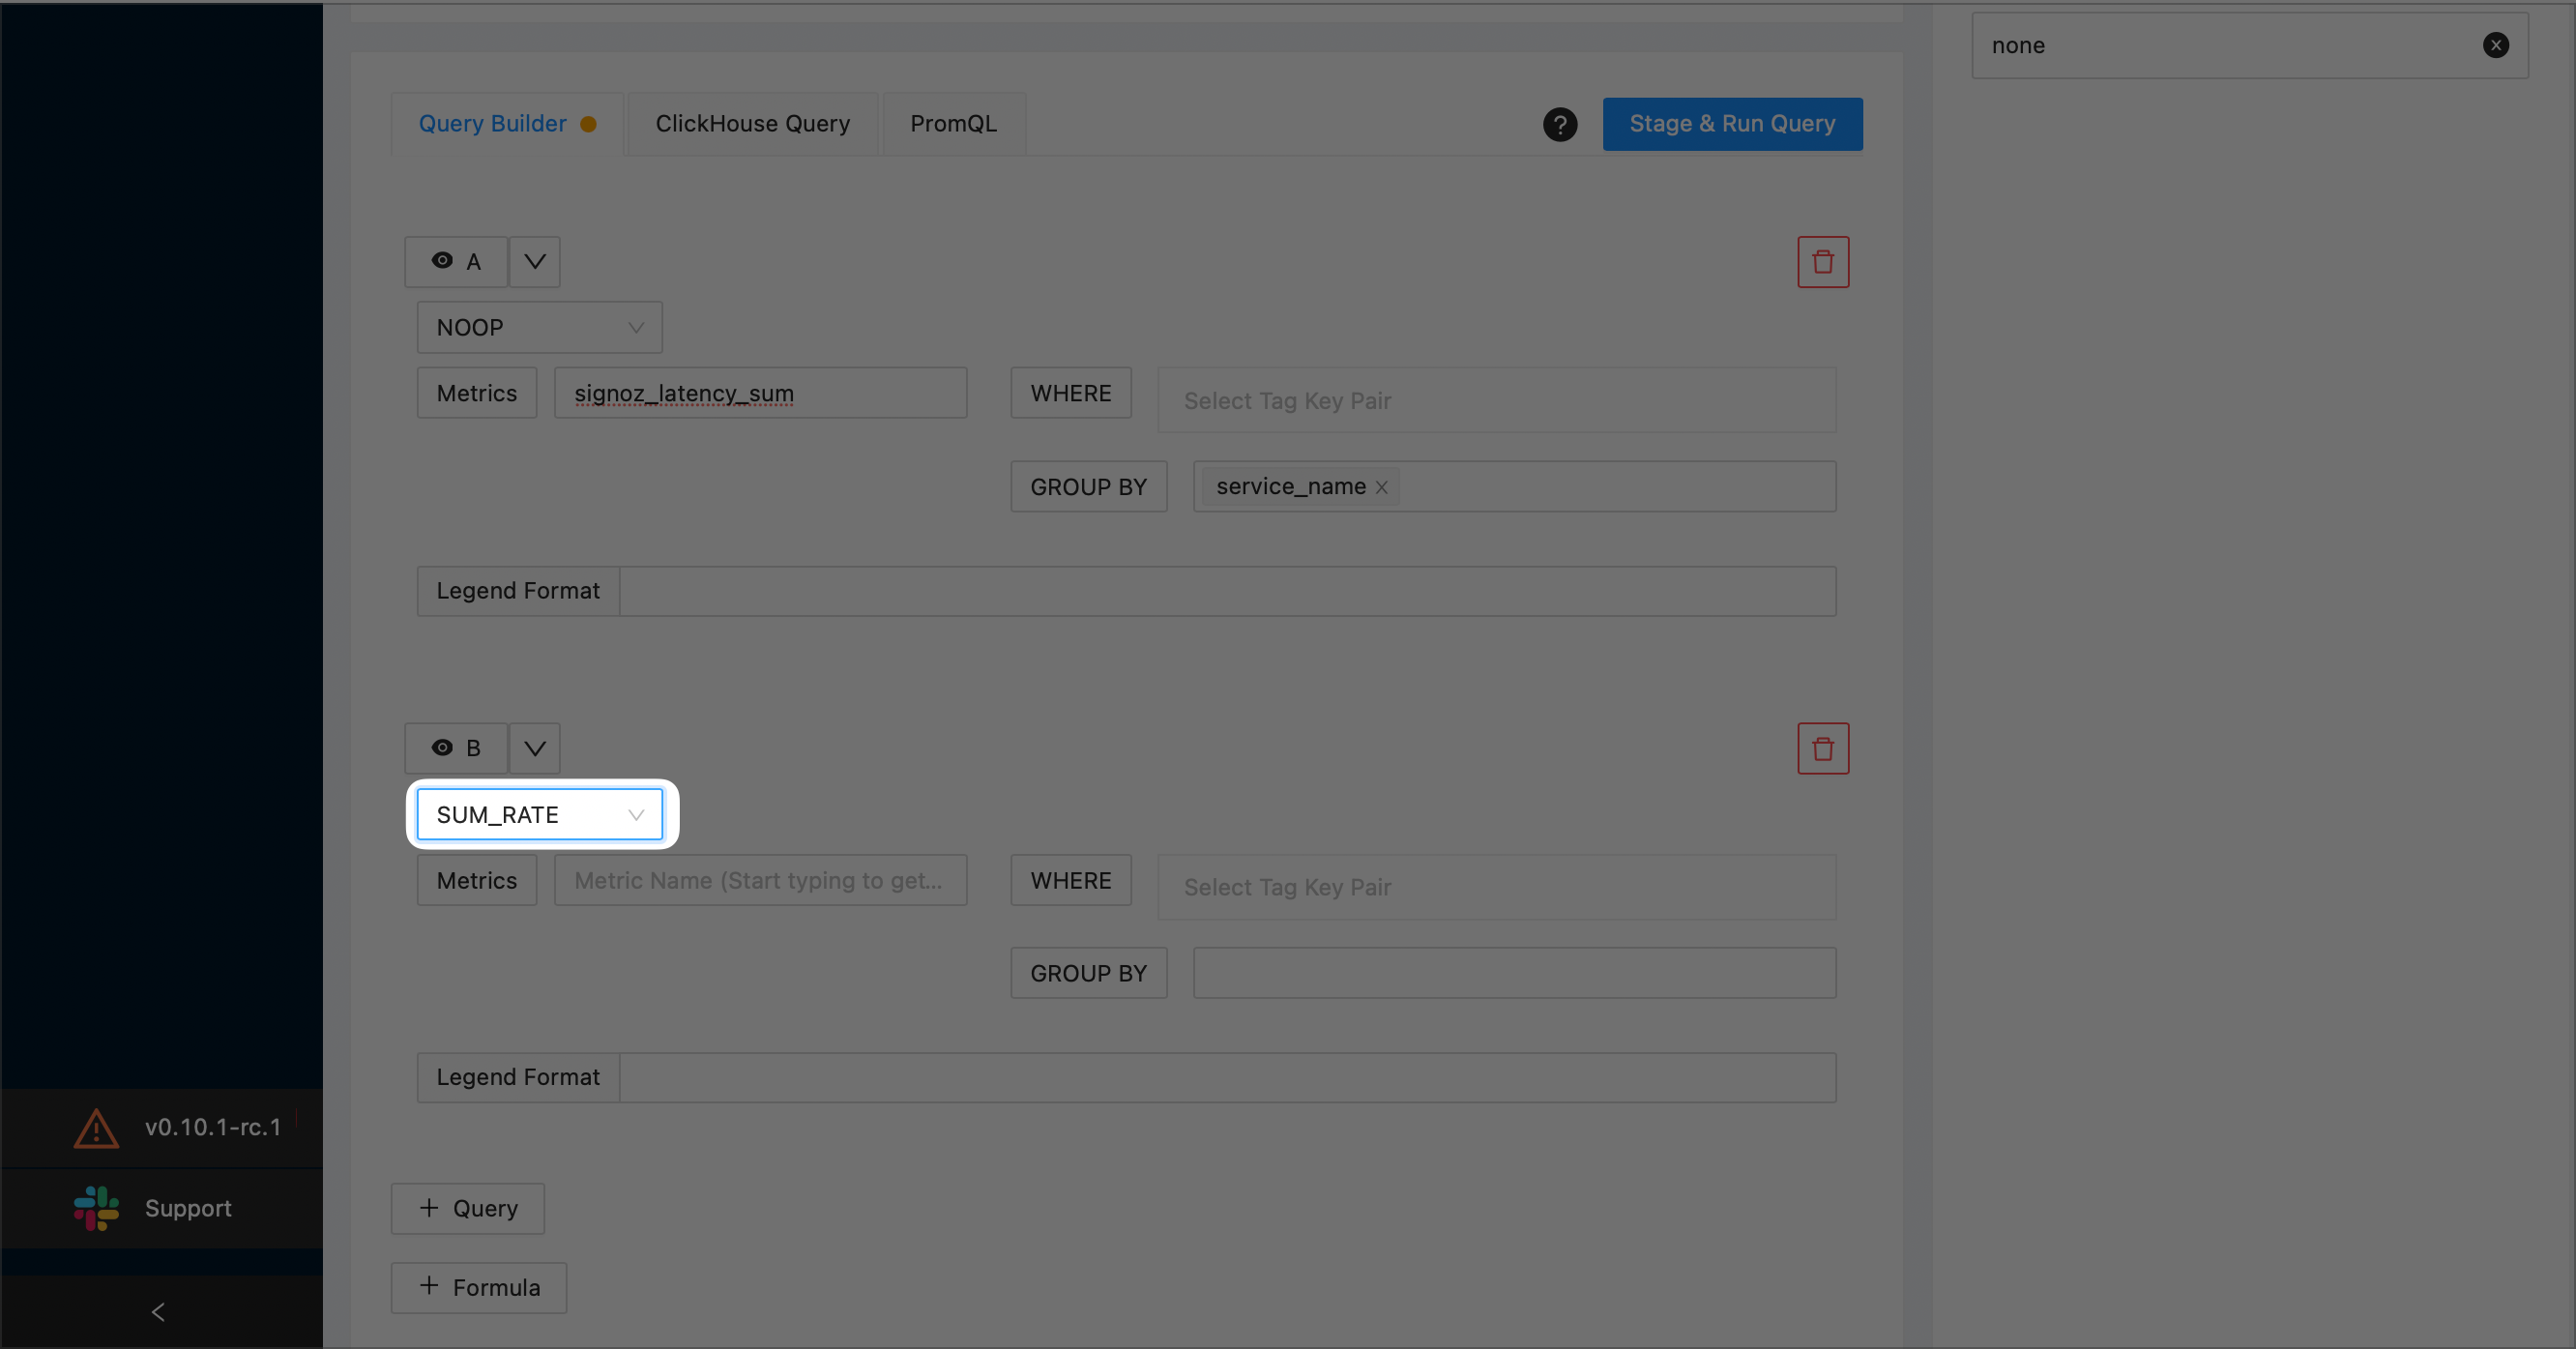 none
Query Builder
ClickHouse Query
PromQL
?
Stage & Run Query
A
NOOP
Metrics
signoz_latency_sum
WHERE
Select Tag Key Pair
GROUP BY
service_name
Legend Format
B
SUM_RATE
Metrics
Metric Name (Start typing to get...
WHERE
Select Tag Key Pair
GROUP BY
Legend Format
v0.10.1-rc.1
Support
+ Query
+ Formula